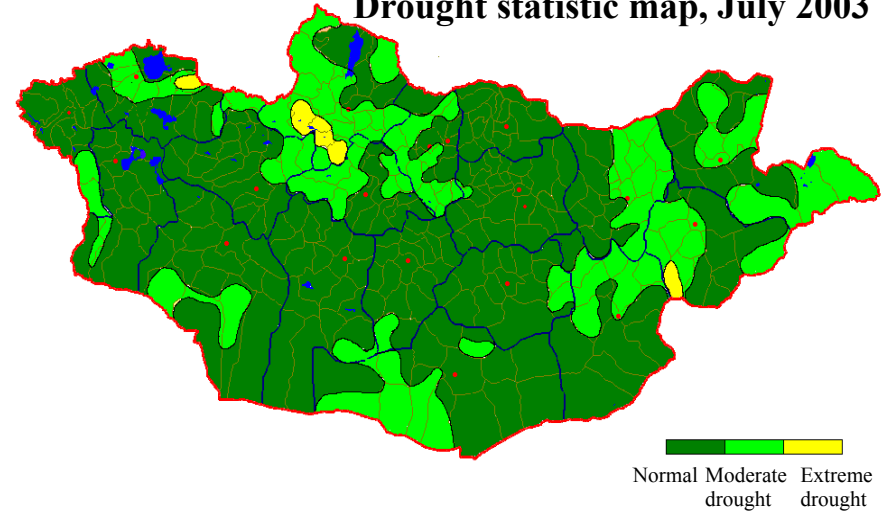 Drought statistic map, July 2003
Normal Moderate Extreme
drought drought